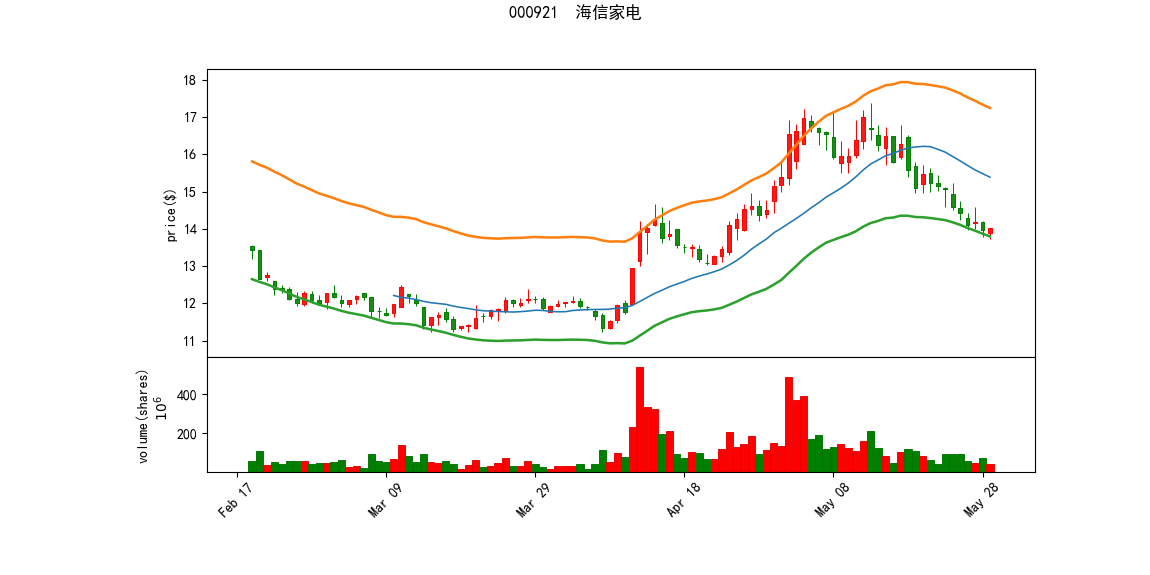 000921 海信家电
18
17
16
15
14
13
12
11
price($)
400
200
volume(shares)
10^6
Feb 17
Mar 09
Mar 29
Apr 18
May 08
May 28